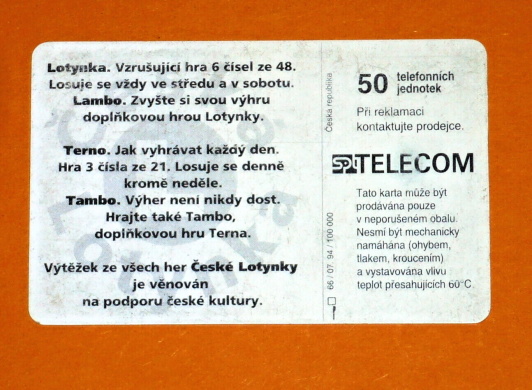 Lotynka. Vzrušující hra 6 čísel ze 48.
Losuje se vždy ve středu a v sobotu.
Lambo. Zvyšte si svou výhru
doplňkovou hrou Lotynky.
Terno. Jak vyhrávat každý den.
Hra 3 čísla ze 21. Losuje se denně
kromě neděle.
Tambo. Výher není nikdy dost.
Hrajte také Tambo,
doplňkovou hru Terna.
Výtěžek ze všech her České Lotynky
je věnován
na podporu české kultury.
Česká republika
66 / 07. 94 / 100 000
50 telefonních
jednotek
Při reklamaci
kontaktujte prodejce.
SPT TELECOM
Tato karta může být
prodávána pouze
v neporušeném obalu.
Nesmí být mechanicky
namáhána (ohybem,
tlakem, kroucením)
a vystavována vlivu
teplot přesahujících 60°C.